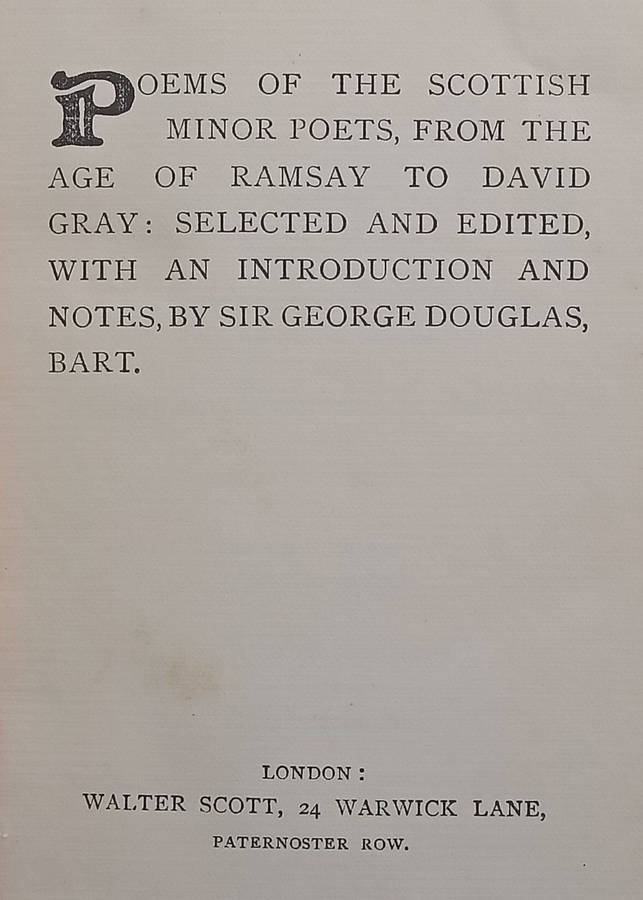 POEMS OF THE SCOTTISH
MINOR POETS, FROM THE
AGE OF RAMSAY TO DAVID
GRAY: SELECTED AND EDITED,
WITH AN INTRODUCTION AND
NOTES, BY SIR GEORGE DOUGLAS,
BART.
LONDON:
WALTER SCOTT, 24 WARWICK LANE,
PATERNOSTER ROW.